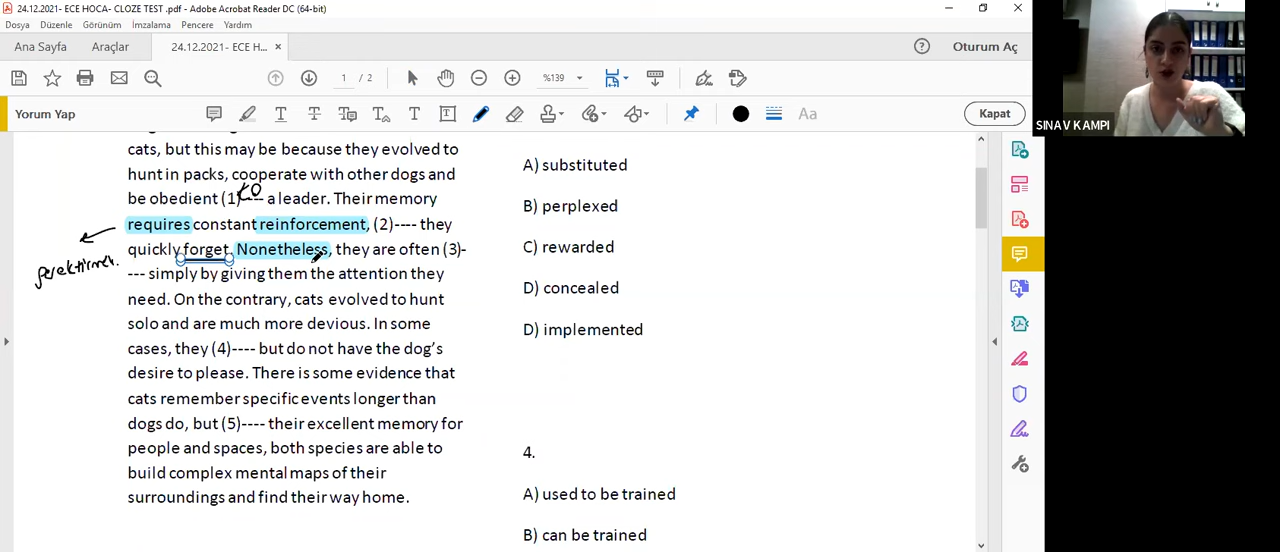 24.12.2021- ECE HOCA- CLOZE TEST .pdf - Adobe Acrobat Reader DC (64-bit)
Dosya Düzenle Görünüm İmzalama Pencere Yardım
Ana Sayfa Araçlar 24.12.2021- ECE H... Oturum Aç
1 / 2 %139
Yorum Yap Aa Kapat
SINAV KAMPI
cats, but this may be because they evolved to
hunt in packs, cooperate with other dogs and
be obedient (1)---- a leader. Their memory
to
requires constant reinforcement, (2)---- they
quickly forget. Nonetheless, they are often (3)-
gerektirmek.
--- simply by giving them the attention they
need. On the contrary, cats evolved to hunt
solo and are much more devious. In some
cases, they (4)---- but do not have the dog's
desire to please. There is some evidence that
cats remember specific events longer than
dogs do, but (5)---- their excellent memory for
people and spaces, both species are able to
build complex mental maps of their
surroundings and find their way home.
A) substituted
B) perplexed
C) rewarded
D) concealed
D) implemented
4.
A) used to be trained
B) can be trained